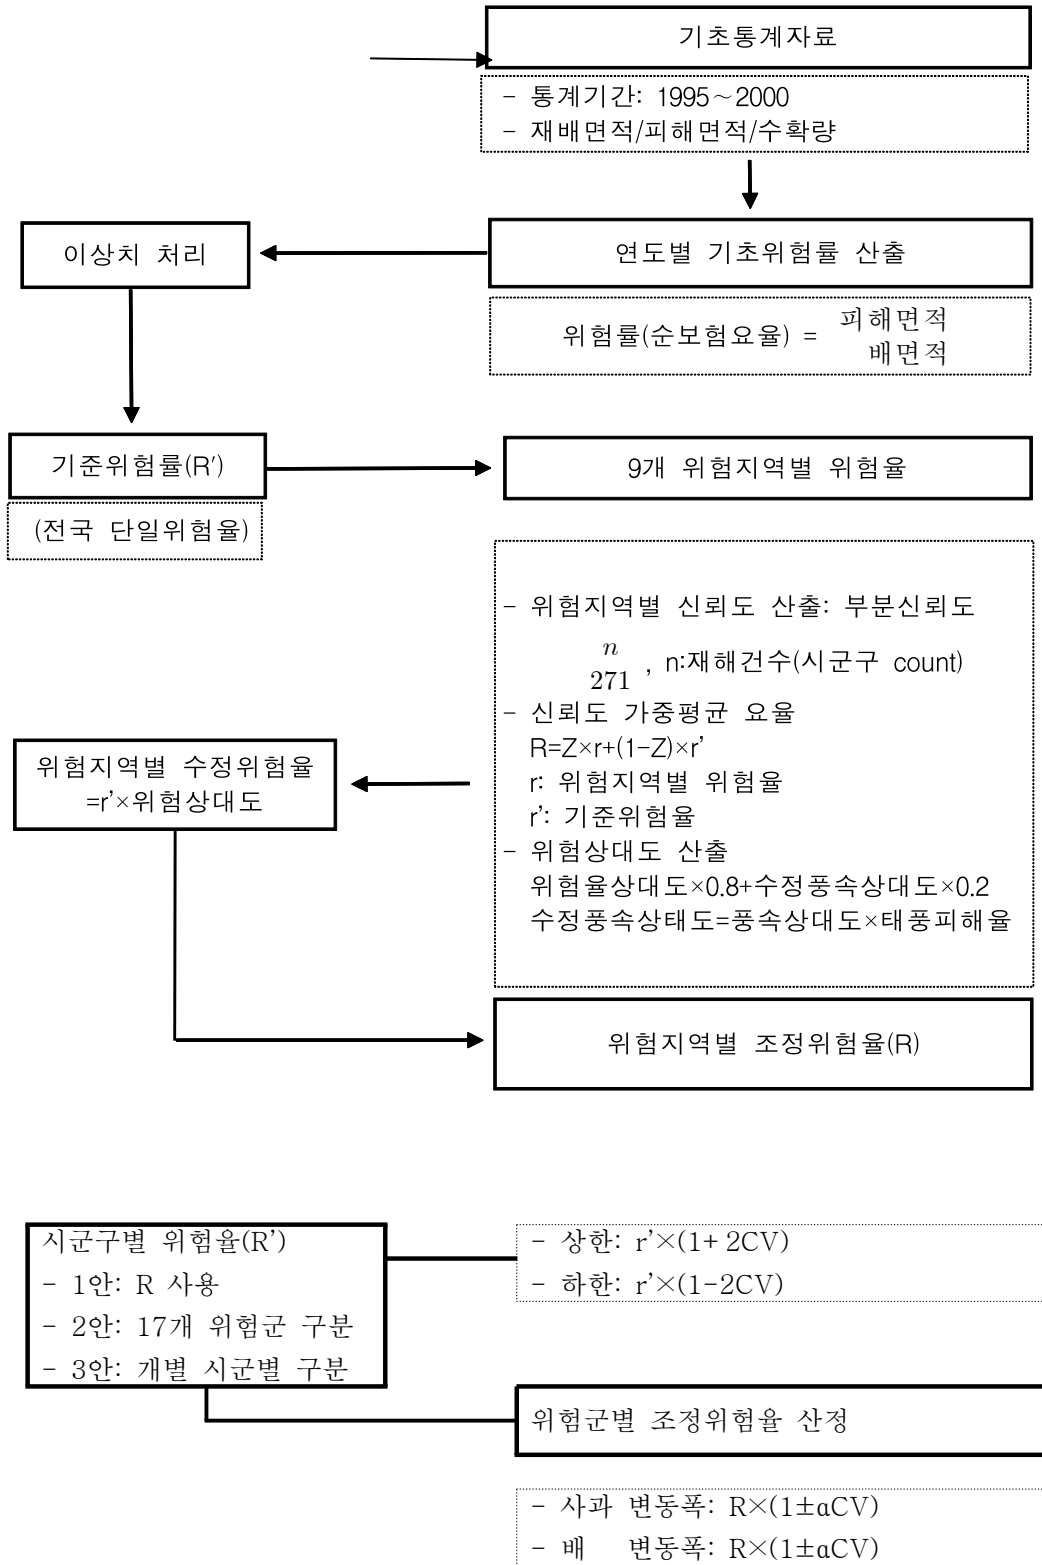 기초통계자료
- 통계기간: 1995~2000
- 재배면적/피해면적/수확량
이상치 처리
연도별 기초위험률 산출
위험률(순보험요율) = 피해면적
배면적
기준위험률(R′)
(전국 단일위험율)
9개 위험지역별 위험율
- 위험지역별 신뢰도 산출: 부분신뢰도
n
271 , n:재해건수(시군구 count)
- 신뢰도 가중평균 요율
R=Z×r+(1-Z)×r’
r: 위험지역별 위험율
r’: 기준위험율
- 위험상대도 산출
위험율상대도×0.8+수정풍속상대도×0.2
수정풍속상태도=풍속상대도×태풍피해율
위험지역별 수정위험율
=r’×위험상대도
위험지역별 조정위험율(R)
시군구별 위험율(R’)
- 1안: R 사용
- 2안: 17개 위험군 구분
- 3안: 개별 시군별 구분
- 상한: r’×(1+2CV)
- 하한: r’×(1-2CV)
위험군별 조정위험율 산정
- 사과 변동폭: R×(1±αCV)
- 배 변동폭: R×(1±αCV)